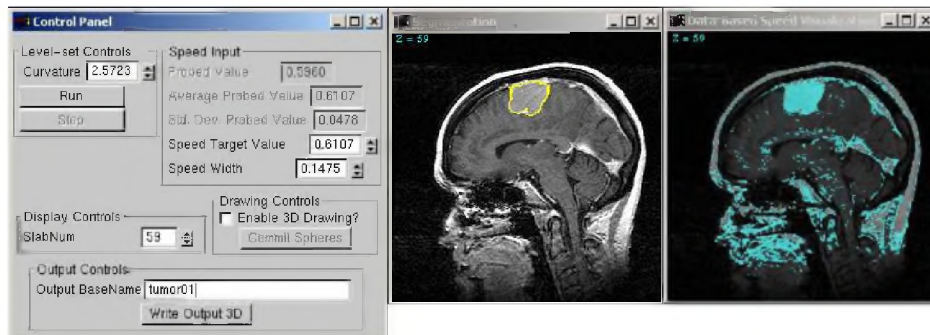 Control Panel
Level-set Controls
Curvature 2.5723
Run
Stop
Speed Input
Probed Value 0.5960
Average Probed Value 0.6107
Std. Dev. Probed Value 0.0478
Speed Target Value 0.6107
Speed Width 0.1475
Drawing Controls
Enable 3D Drawing?
Commit Spheres
Display Controls
SlabNum 59
Output Controls
Output BaseName tumor01
Write Output 3D
Segmentation
Z = 59
Data-based Speed Visualization
Z = 59